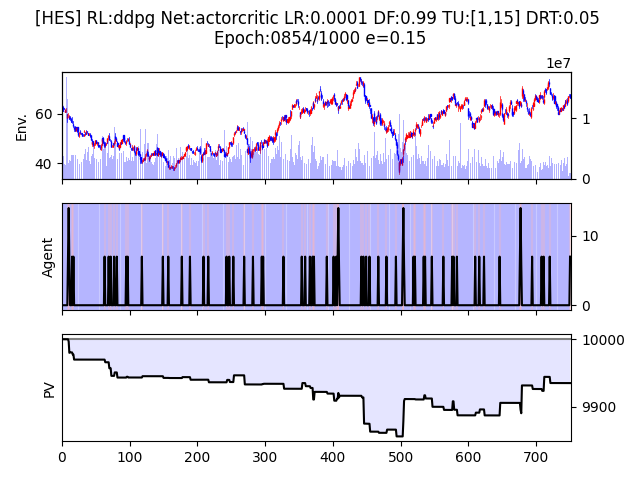 [HES] RL:ddpg Net:actorcritic LR:0.0001 DF:0.99 TU:[1,15] DRT:0.05
Epoch:0854/1000 e=0.15
1e7
Env.
60
40
1
0
Agent
10
0
PV
10000
9900
0 100 200 300 400 500 600 700